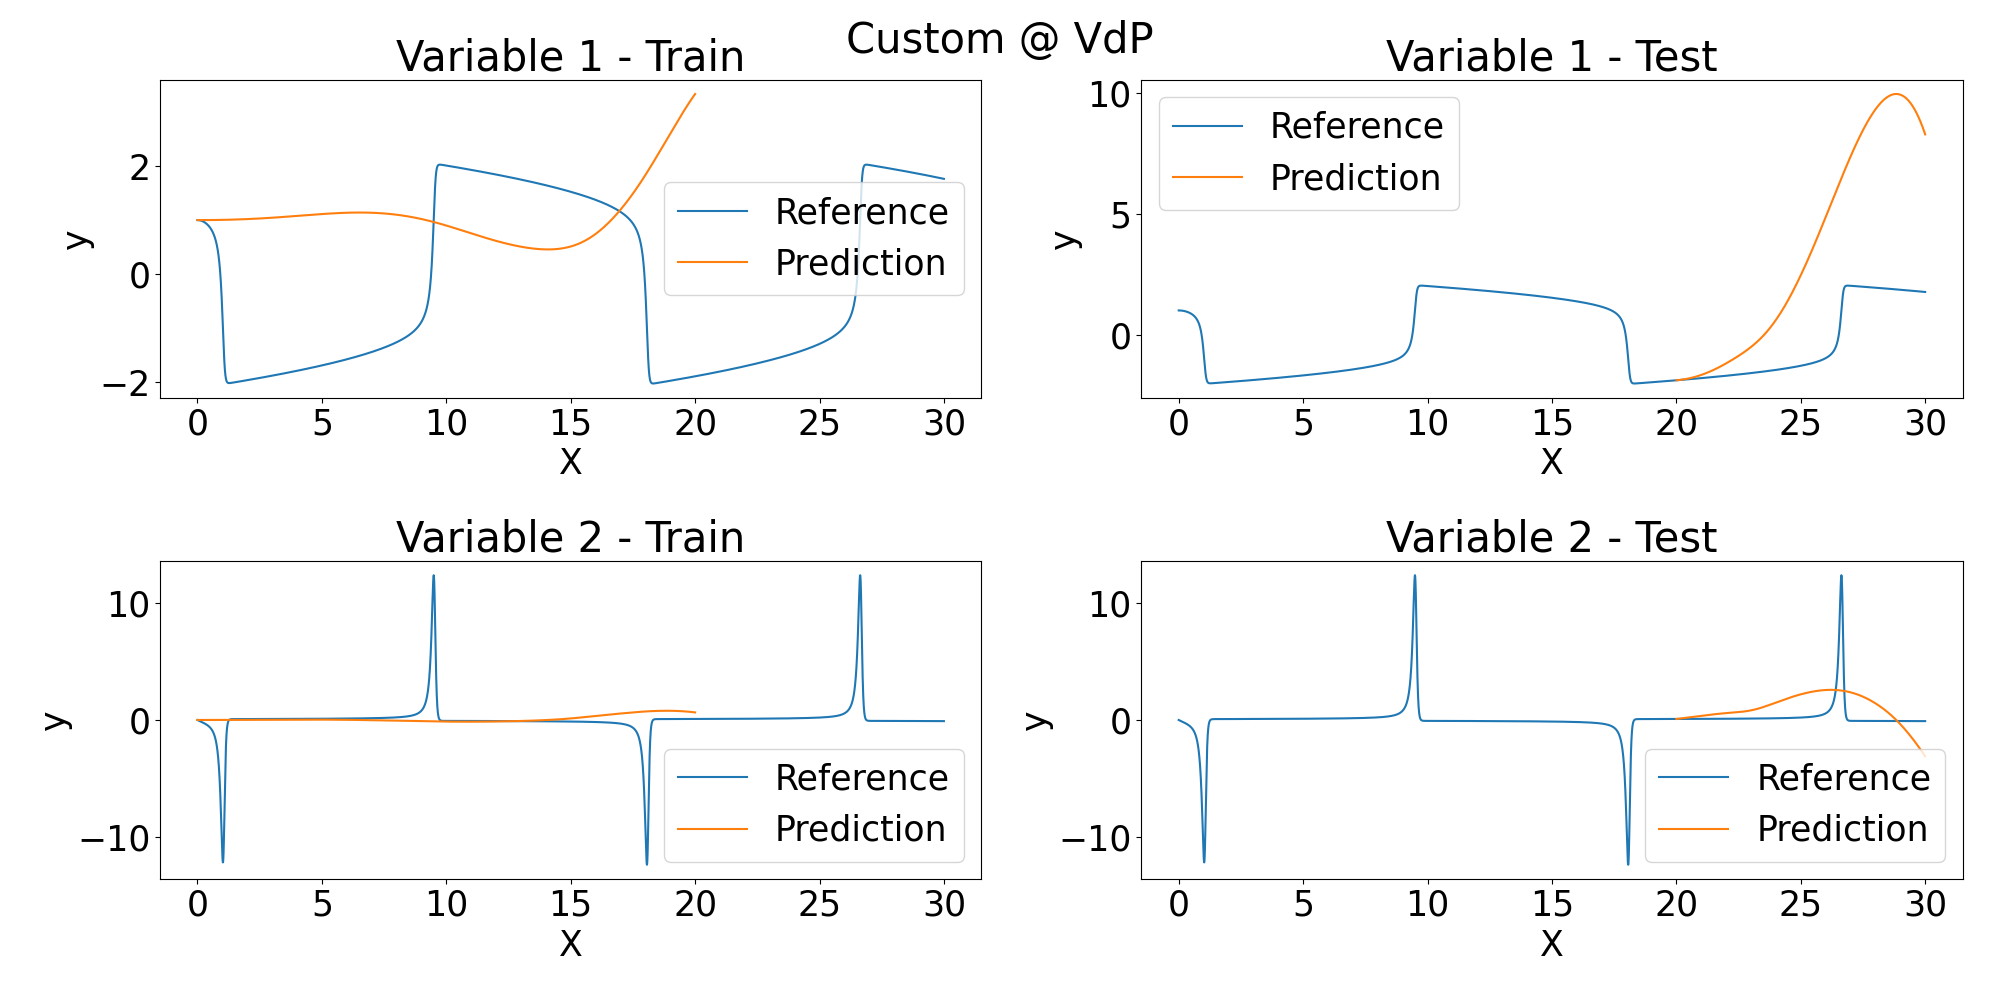 Custom @ VdP
Variable 1 - Train
y
2
0
−2
Reference
Prediction
0 5 10 15 20 25 30
X
Variable 1 - Test
y
10
5
0
Reference
Prediction
0 5 10 15 20 25 30
X
Variable 2 - Train
y
10
0
−10
Reference
Prediction
0 5 10 15 20 25 30
X
Variable 2 - Test
y
10
0
−10
Reference
Prediction
0 5 10 15 20 25 30
X